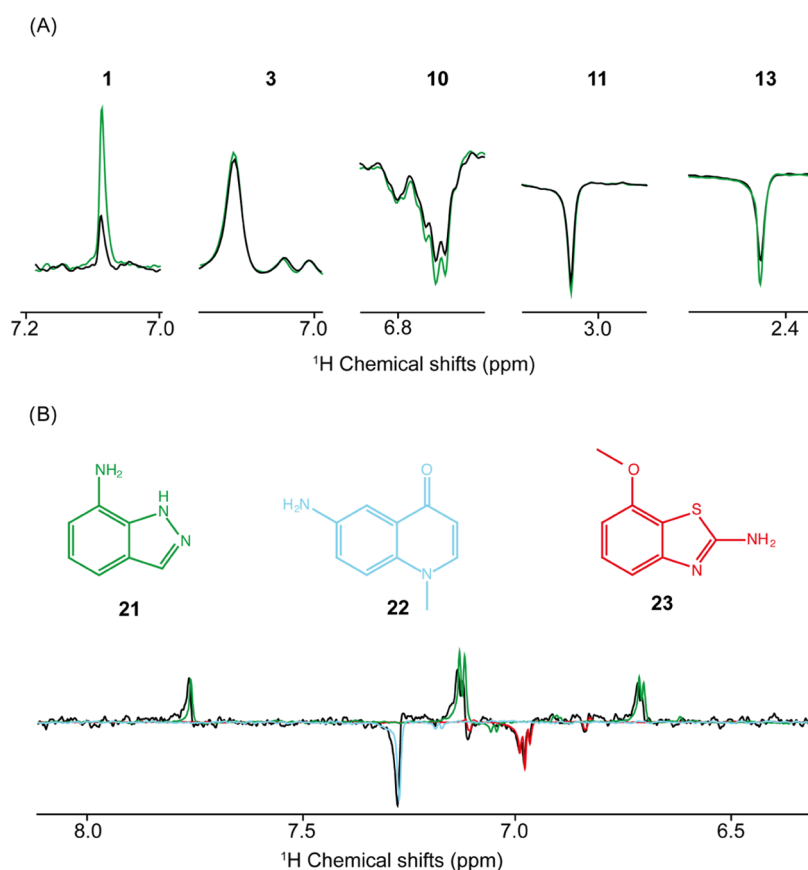 (A)
1 3 10 11 13
7.2 7.0 7.0 6.8 3.0 2.4
¹H Chemical shifts (ppm)
(B)
NH₂ H N N
H₂N O N
O S N NH₂
21 22 23
8.0 7.5 7.0 6.5
¹H Chemical shifts (ppm)